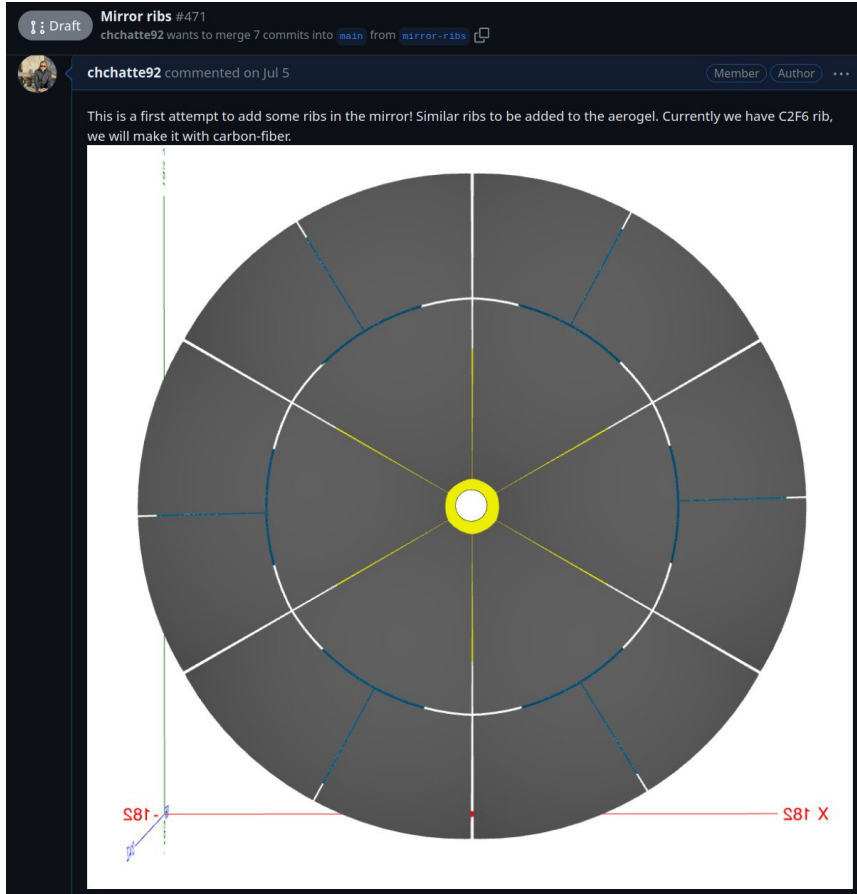 Draft
Mirror ribs #471
chchatte92 wants to merge 7 commits into main from mirror-ribs
chchatte92 commented on Jul 5
Member Author
This is a first attempt to add some ribs in the mirror! Similar ribs to be added to the aerogel. Currently we have C2F6 rib,
we will make it with carbon-fiber.
-182
X 182